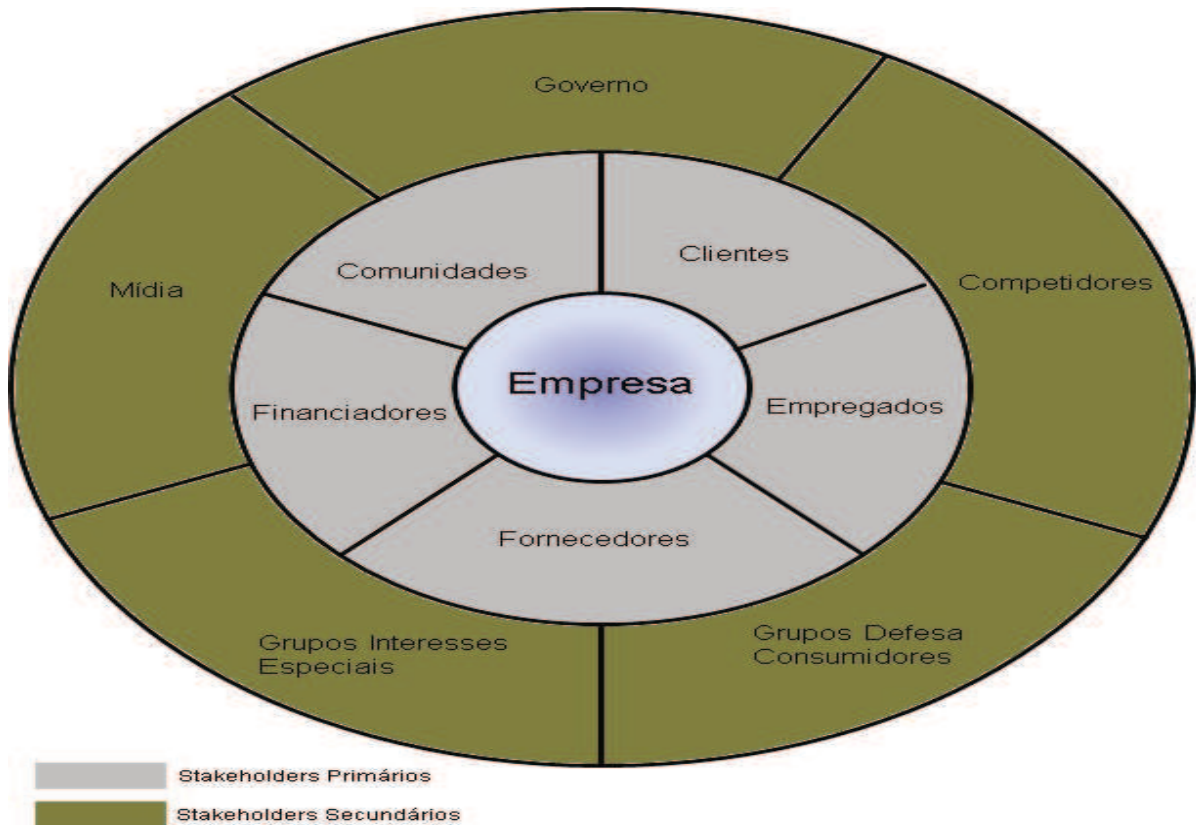 Governo
Comunidades
Clientes
Mídia
Competidores
Empresa
Financiadores
Empregados
Fornecedores
Grupos Interesses
Especiais
Grupos Defesa
Consumidores
Stakeholders Primários
Stakeholders Secundários